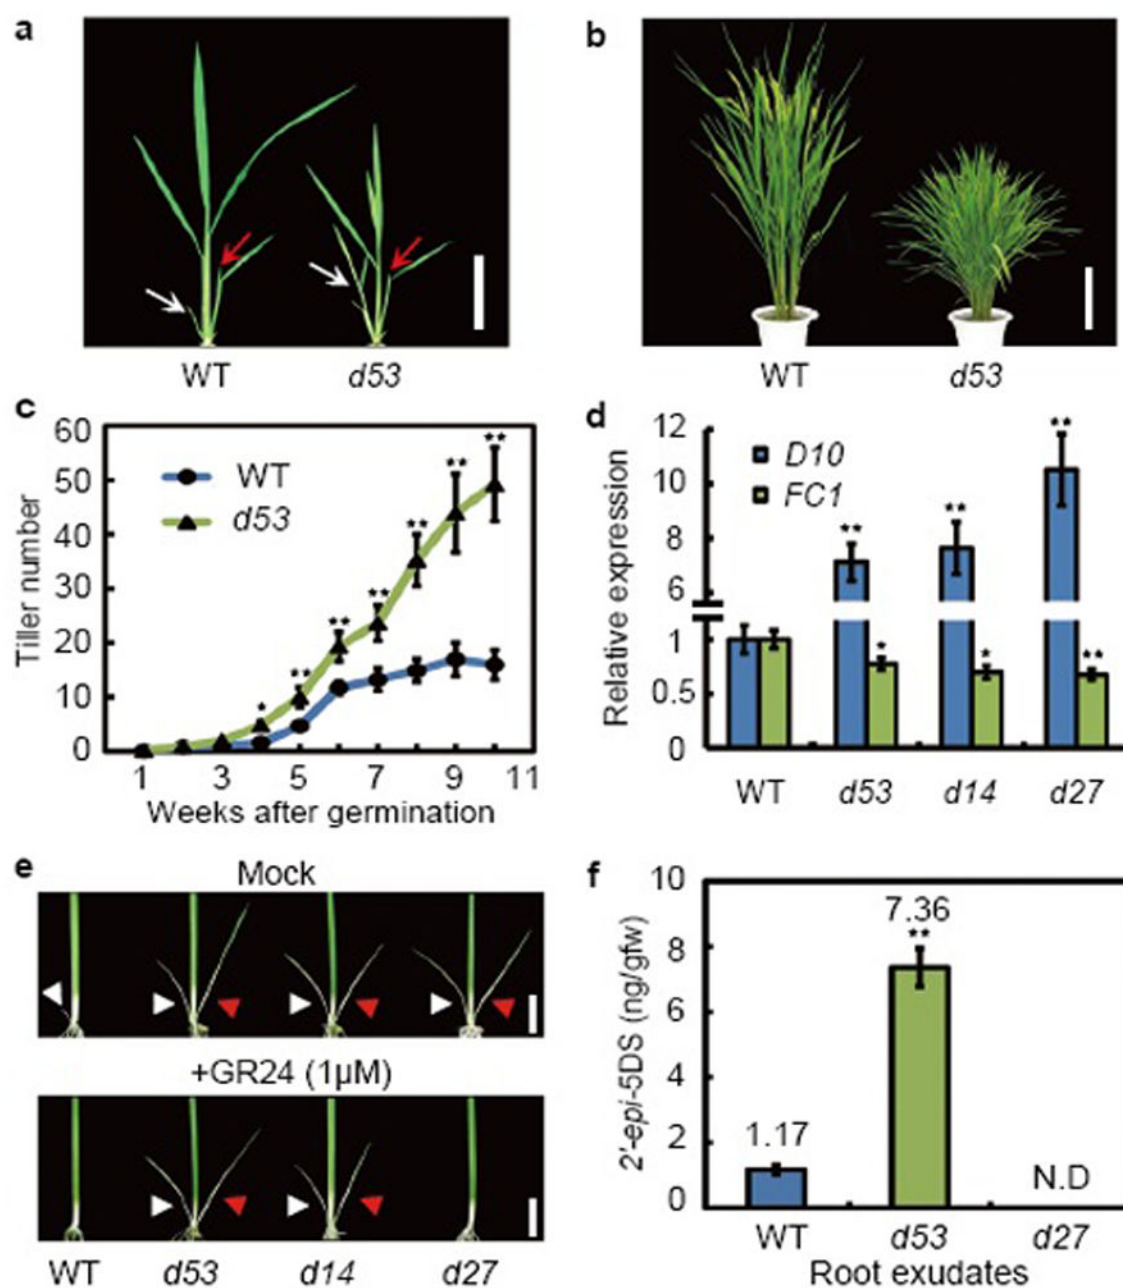 a
WT d53
b
WT d53
c
60
50
40
30
20
10
0
Tiller number
WT
d53
*
**
**
**
**
**
**
1 3 5 7 9 11
Weeks after germination
d
12
10
8
6
1
0.5
0
Relative expression
D10
FC1
**
**
**
*
*
**
WT d53 d14 d27
e
Mock
+GR24 (1μM)
WT d53 d14 d27
f
10
8
6
4
2
0
2'-epi-5DS (ng/gfw)
1.17
7.36
**
N.D
WT d53 d27
Root exudates